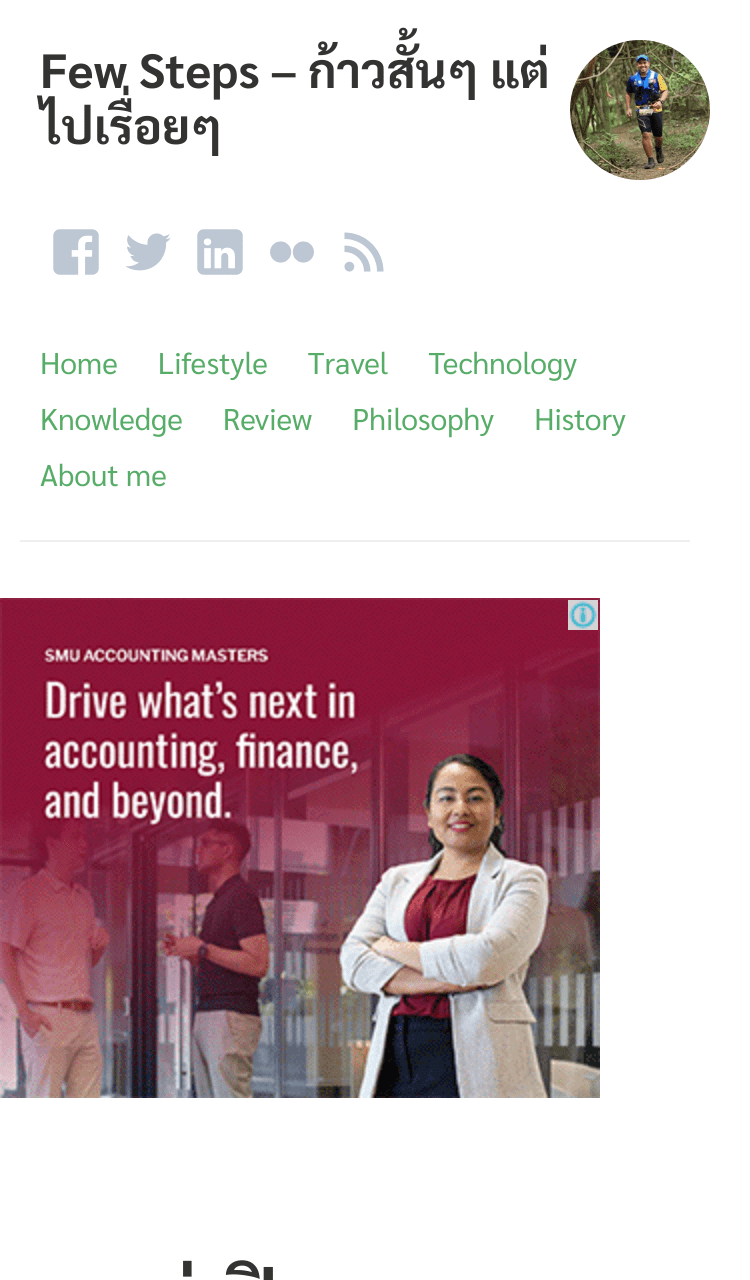 Few Steps – ก้าวสั้นๆ แต่
ไปเรื่อยๆ
Home Lifestyle Travel Technology
Knowledge Review Philosophy History
About me
SMU ACCOUNTING MASTERS
Drive what's next in
accounting, finance,
and beyond.